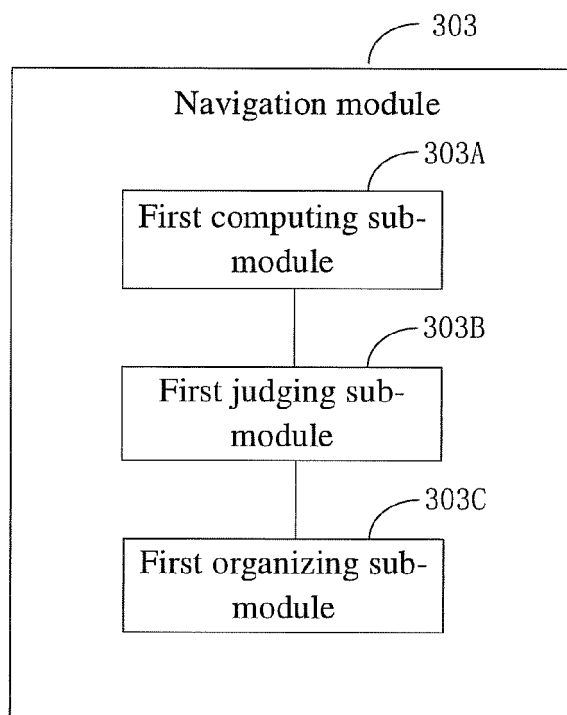 303
Navigation module
303A
First computing sub-
module
303B
First judging sub-
module
303C
First organizing sub-
module